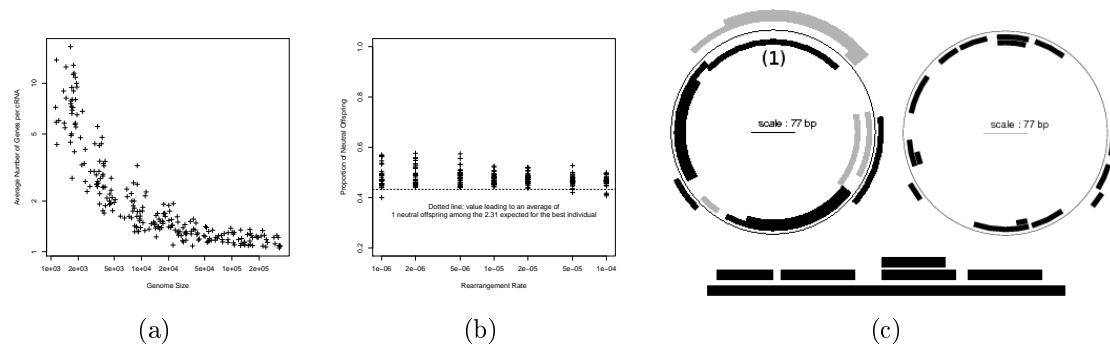 Average Number of Genes per cRNA
10
5
2
1
1e+03 2e+03 5e+03 1e+04 2e+04 5e+04 1e+05 2e+05
Genome Size
(a)
Proportion of Neutral Offspring
1.0
0.8
0.6
0.4
0.2
Dotted line: value leading to an average of
1 neutral offspring among the 2.31 expected for the best individual
1e−06 2e−06 5e−06 1e−05 2e−05 5e−05 1e−04
Rearrangement Rate
(b)
(1)
scale : 77 bp
scale : 77 bp
(c)